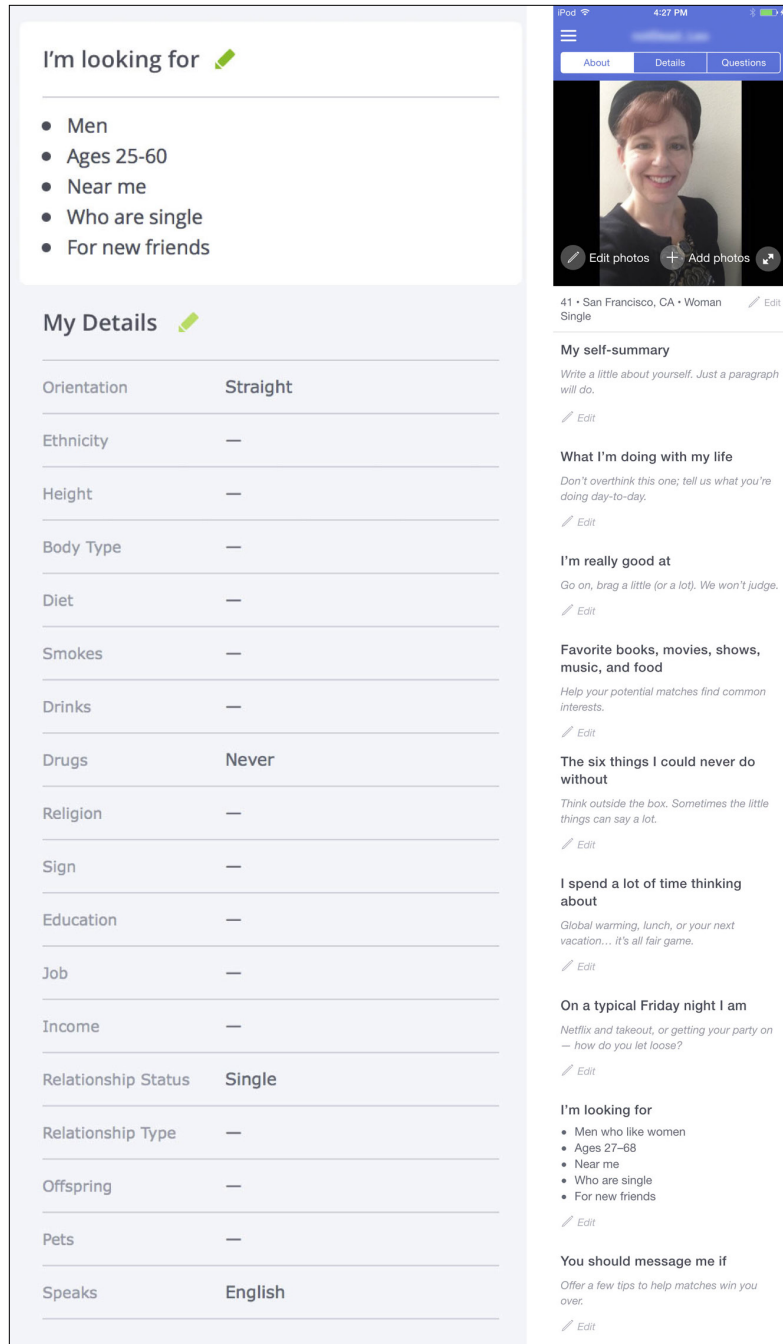 I'm looking for
Men
Ages 25-60
Near me
Who are single
For new friends
My Details
Orientation Straight
Ethnicity —
Height —
Body Type —
Diet —
Smokes —
Drinks —
Drugs Never
Religion —
Sign —
Education —
Job —
Income —
Relationship Status Single
Relationship Type —
Offspring —
Pets —
Speaks English
iPod 4:27 PM
About Details Questions
Edit photos Add photos
41 • San Francisco, CA • Woman Edit
Single
My self-summary
Write a little about yourself. Just a paragraph
will do.
Edit
What I'm doing with my life
Don't overthink this one; tell us what you're
doing day-to-day.
Edit
I'm really good at
Go on, brag a little (or a lot). We won't judge.
Edit
Favorite books, movies, shows,
music, and food
Help your potential matches find common
interests.
Edit
The six things I could never do
without
Think outside the box. Sometimes the little
things can say a lot.
Edit
I spend a lot of time thinking
about
Global warming, lunch, or your next
vacation… it's all fair game.
Edit
On a typical Friday night I am
Netflix and takeout, or getting your party on
— how do you let loose?
Edit
I'm looking for
Men who like women
Ages 27–68
Near me
Who are single
For new friends
Edit
You should message me if
Offer a few tips to help matches win you
over.
Edit